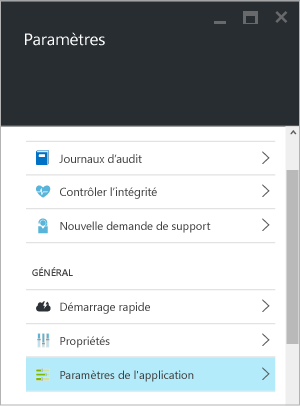 Paramètres
Journaux d'audit
Contrôler l'intégrité
Nouvelle demande de support
GÉNÉRAL
Démarrage rapide
Propriétés
Paramètres de l'application